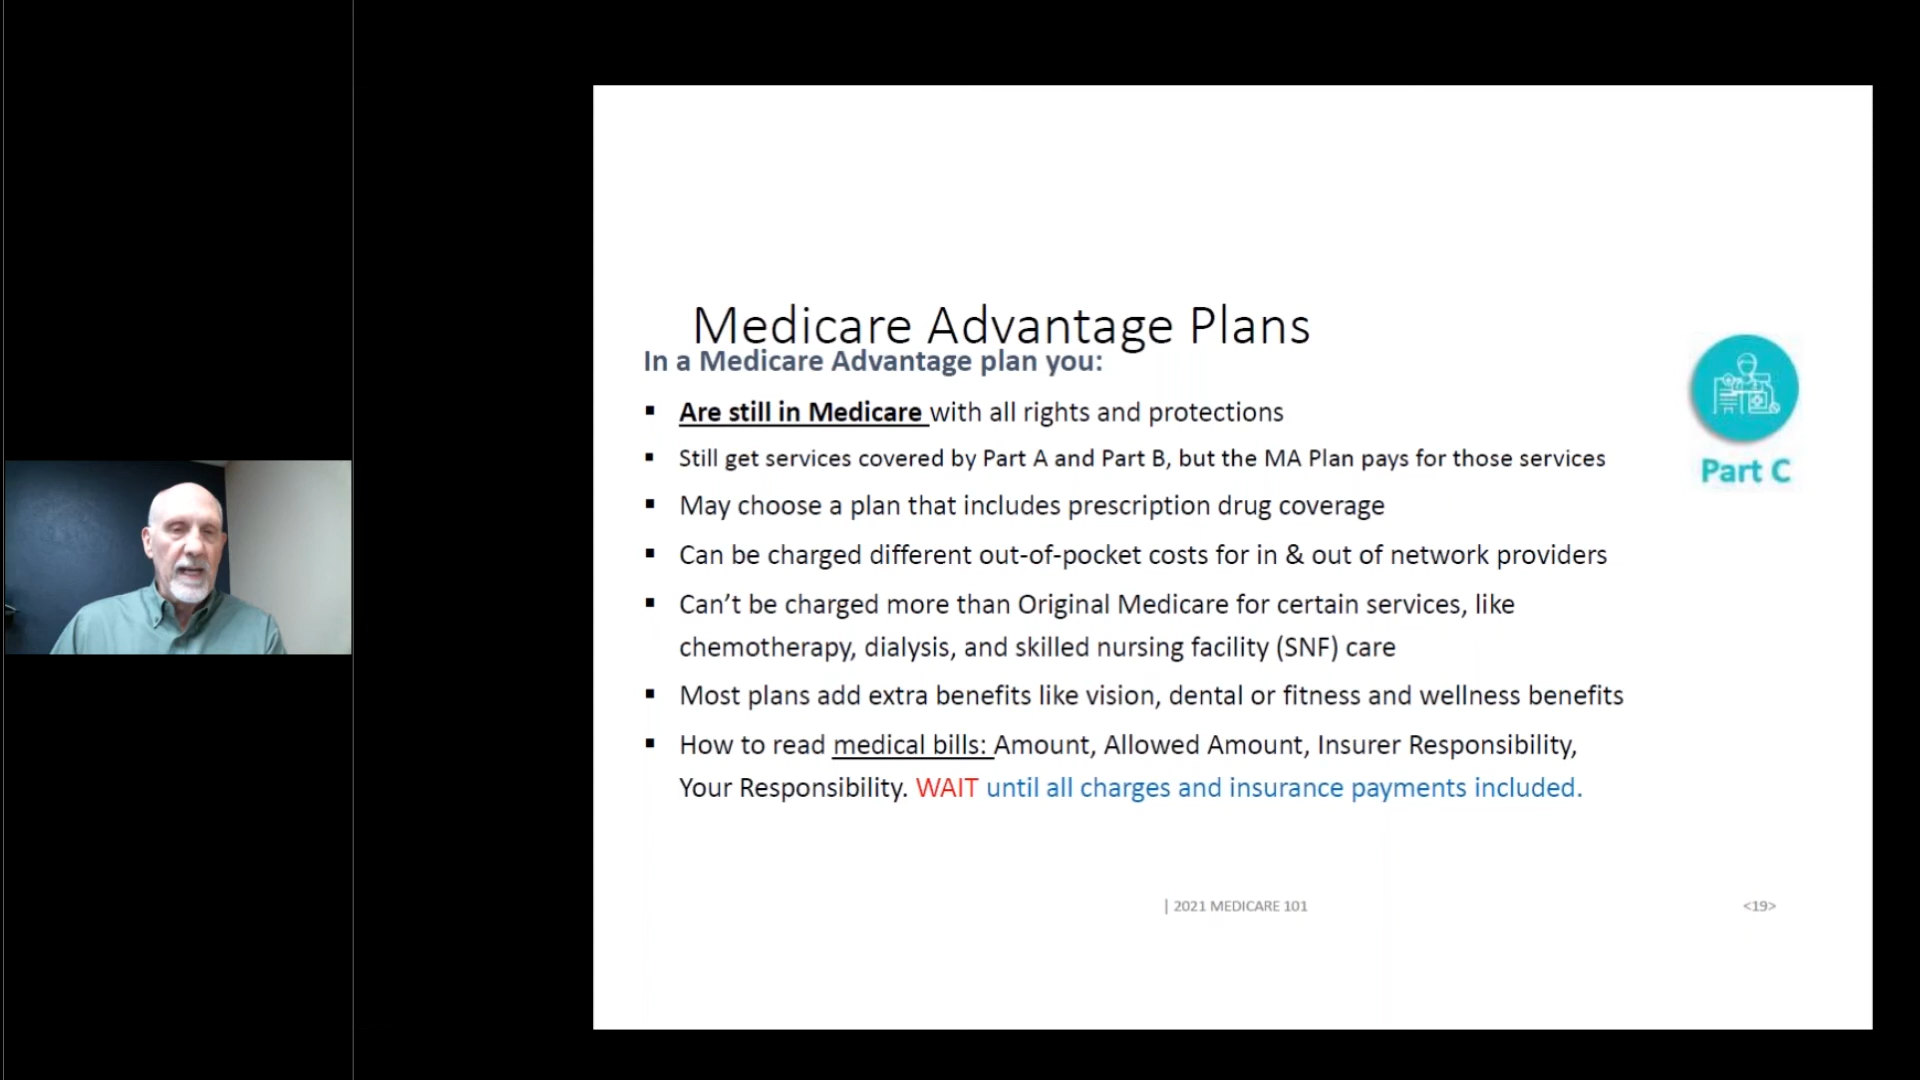 Medicare Advantage Plans
In a Medicare Advantage plan you:
▪ Are still in Medicare with all rights and protections
▪ Still get services covered by Part A and Part B, but the MA Plan pays for those services
▪ May choose a plan that includes prescription drug coverage
▪ Can be charged different out-of-pocket costs for in & out of network providers
▪ Can’t be charged more than Original Medicare for certain services, like
chemotherapy, dialysis, and skilled nursing facility (SNF) care
▪ Most plans add extra benefits like vision, dental or fitness and wellness benefits
▪ How to read medical bills: Amount, Allowed Amount, Insurer Responsibility,
Your Responsibility. WAIT until all charges and insurance payments included.
Part C
| 2021 MEDICARE 101
<19>